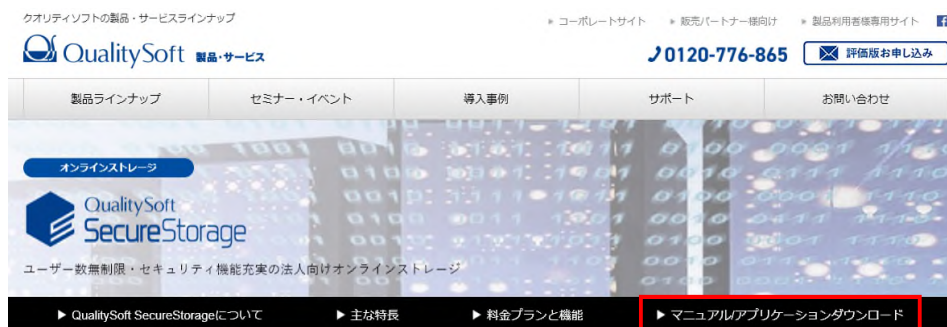 クオリティソフトの製品・サービスラインナップ
▶ コーポレートサイト ▶ 販売パートナー様向け ▶ 製品利用者様専用サイト f
QualitySoft 製品・サービス
0120-776-865 評価版お申し込み
製品ラインナップ セミナー・イベント 導入事例 サポート お問い合わせ
オンラインストレージ
QualitySoft
SecureStorage
ユーザー数無制限・セキュリティ機能充実の法人向けオンラインストレージ
▶ QualitySoft SecureStorageについて ▶ 主な特長 ▶ 料金プランと機能 ▶ マニュアル/アプリケーションダウンロード